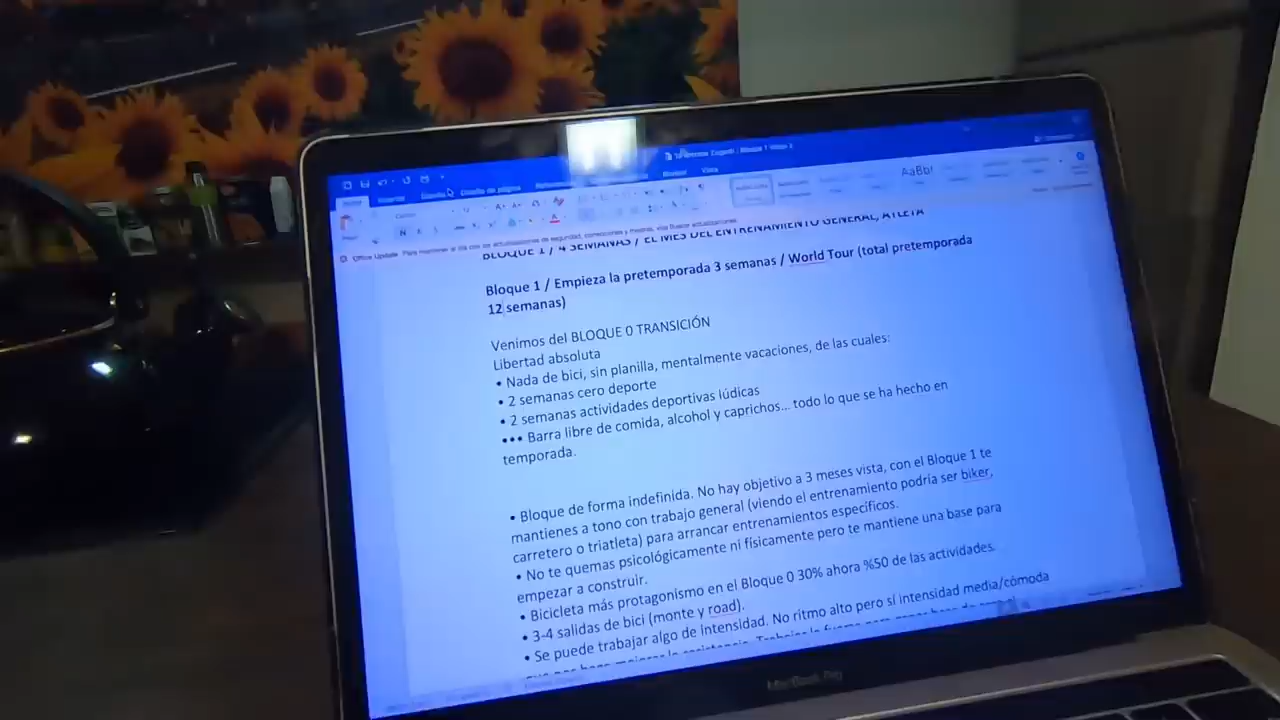 BLOQUE 1 / 4 SEMANAS / EL MES DEL ENTRENAMIENTO GENERAL, ATLETA
Bloque 1 / Empieza la pretemporada 3 semanas / World Tour (total pretemporada
12 semanas)
Venimos del BLOQUE 0 TRANSICIÓN
Libertad absoluta
• Nada de bici, sin planilla, mentalmente vacaciones, de las cuales:
• 2 semanas cero deporte
• 2 semanas actividades deportivas lúdicas
••• Barra libre de comida, alcohol y caprichos... todo lo que se ha hecho en
temporada.
• Bloque de forma indefinida. No hay objetivo a 3 meses vista, con el Bloque 1 te
mantienes a tono con trabajo general (viendo el entrenamiento podría ser biker,
carretero o triatleta) para arrancar entrenamientos específicos.
• No te quemas psicológicamente ni físicamente pero te mantiene una base para
empezar a construir.
• Bicicleta más protagonismo en el Bloque 0 30% ahora %50 de las actividades.
• 3-4 salidas de bici (monte y road).
• Se puede trabajar algo de Intensidad. No ritmo alto pero sí intensidad media/cómoda
AaBb
Office Update
MacBook Pro